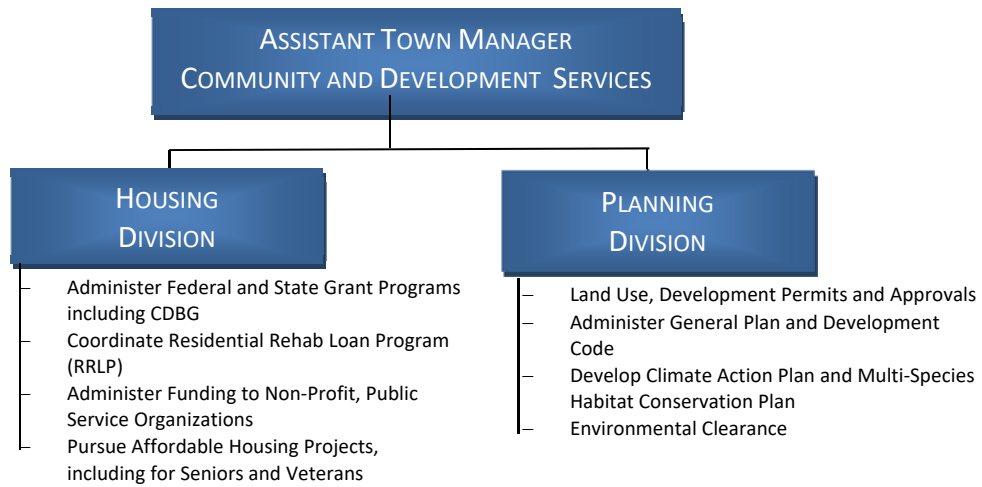 ASSISTANT TOWN MANAGER
COMMUNITY AND DEVELOPMENT SERVICES
HOUSING
DIVISION
– Administer Federal and State Grant Programs
including CDBG
– Coordinate Residential Rehab Loan Program
(RRLP)
– Administer Funding to Non-Profit, Public
Service Organizations
– Pursue Affordable Housing Projects,
including for Seniors and Veterans
PLANNING
DIVISION
– Land Use, Development Permits and Approvals
– Administer General Plan and Development
Code
– Develop Climate Action Plan and Multi-Species
Habitat Conservation Plan
– Environmental Clearance